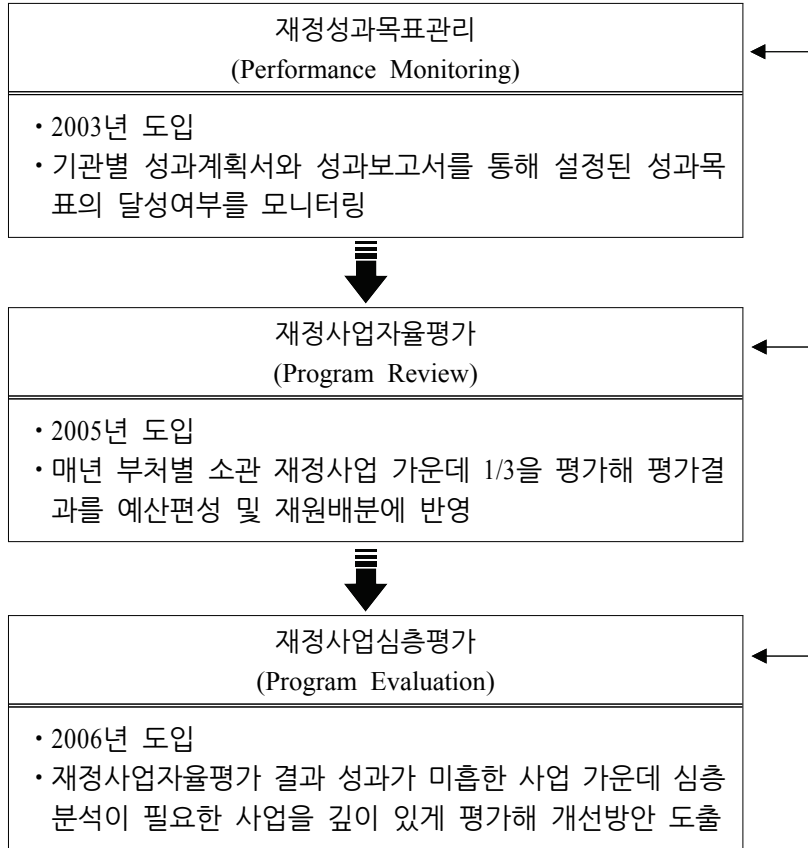 재정성과목표관리
(Performance Monitoring)
・2003년 도입
・기관별 성과계획서와 성과보고서를 통해 설정된 성과목
표의 달성여부를 모니터링
재정사업자율평가
(Program Review)
・2005년 도입
・매년 부처별 소관 재정사업 가운데 1/3을 평가해 평가결
과를 예산편성 및 재원배분에 반영
재정사업심층평가
(Program Evaluation)
・2006년 도입
・재정사업자율평가 결과 성과가 미흡한 사업 가운데 심층
분석이 필요한 사업을 깊이 있게 평가해 개선방안 도출